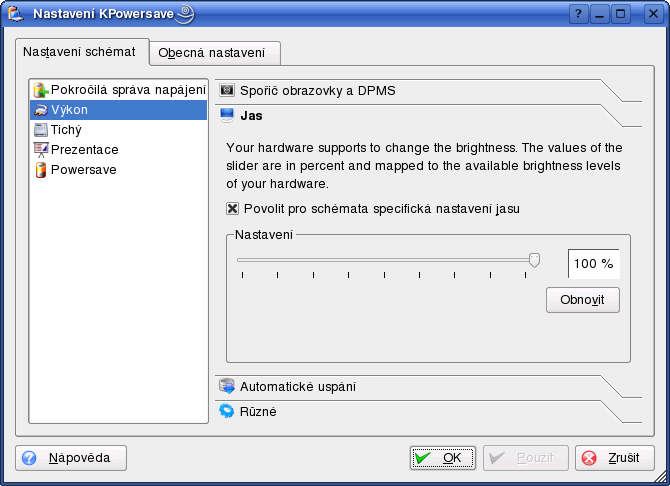 Nastavení KPowersave
Nastavení schémat
Obecná nastavení
Pokročilá správa napájení
Výkon
Tichý
Prezentace
Powersave
Spořič obrazovky a DPMS
Jas
Your hardware supports to change the brightness. The values of the
slider are in percent and mapped to the available brightness levels
of your hardware.
Povolit pro schémata specifická nastavení jasu
Nastavení
100 %
Obnovit
Automatické uspání
Různé
Nápověda
OK
Použít
Zrušit